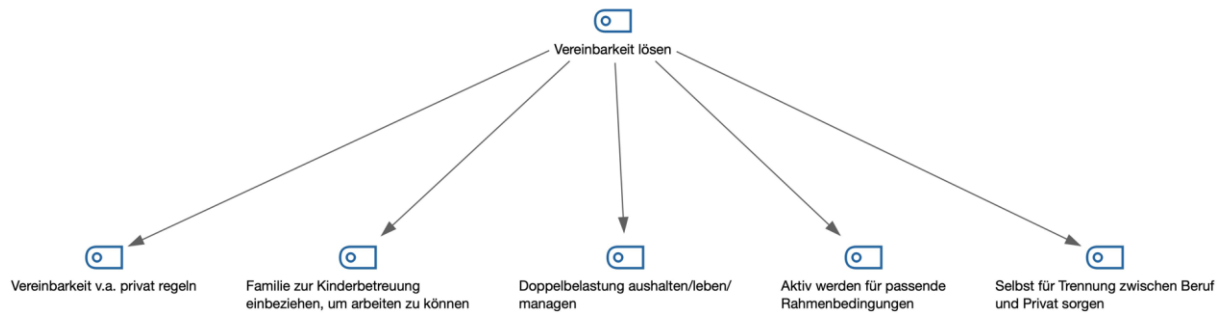 Vereinbarkeit lösen
Vereinbarkeit v.a. privat regeln
Familie zur Kinderbetreuung
einbeziehen, um arbeiten zu können
Doppelbelastung aushalten/leben/
managen
Aktiv werden für passende
Rahmenbedingungen
Selbst für Trennung zwischen Beruf
und Privat sorgen